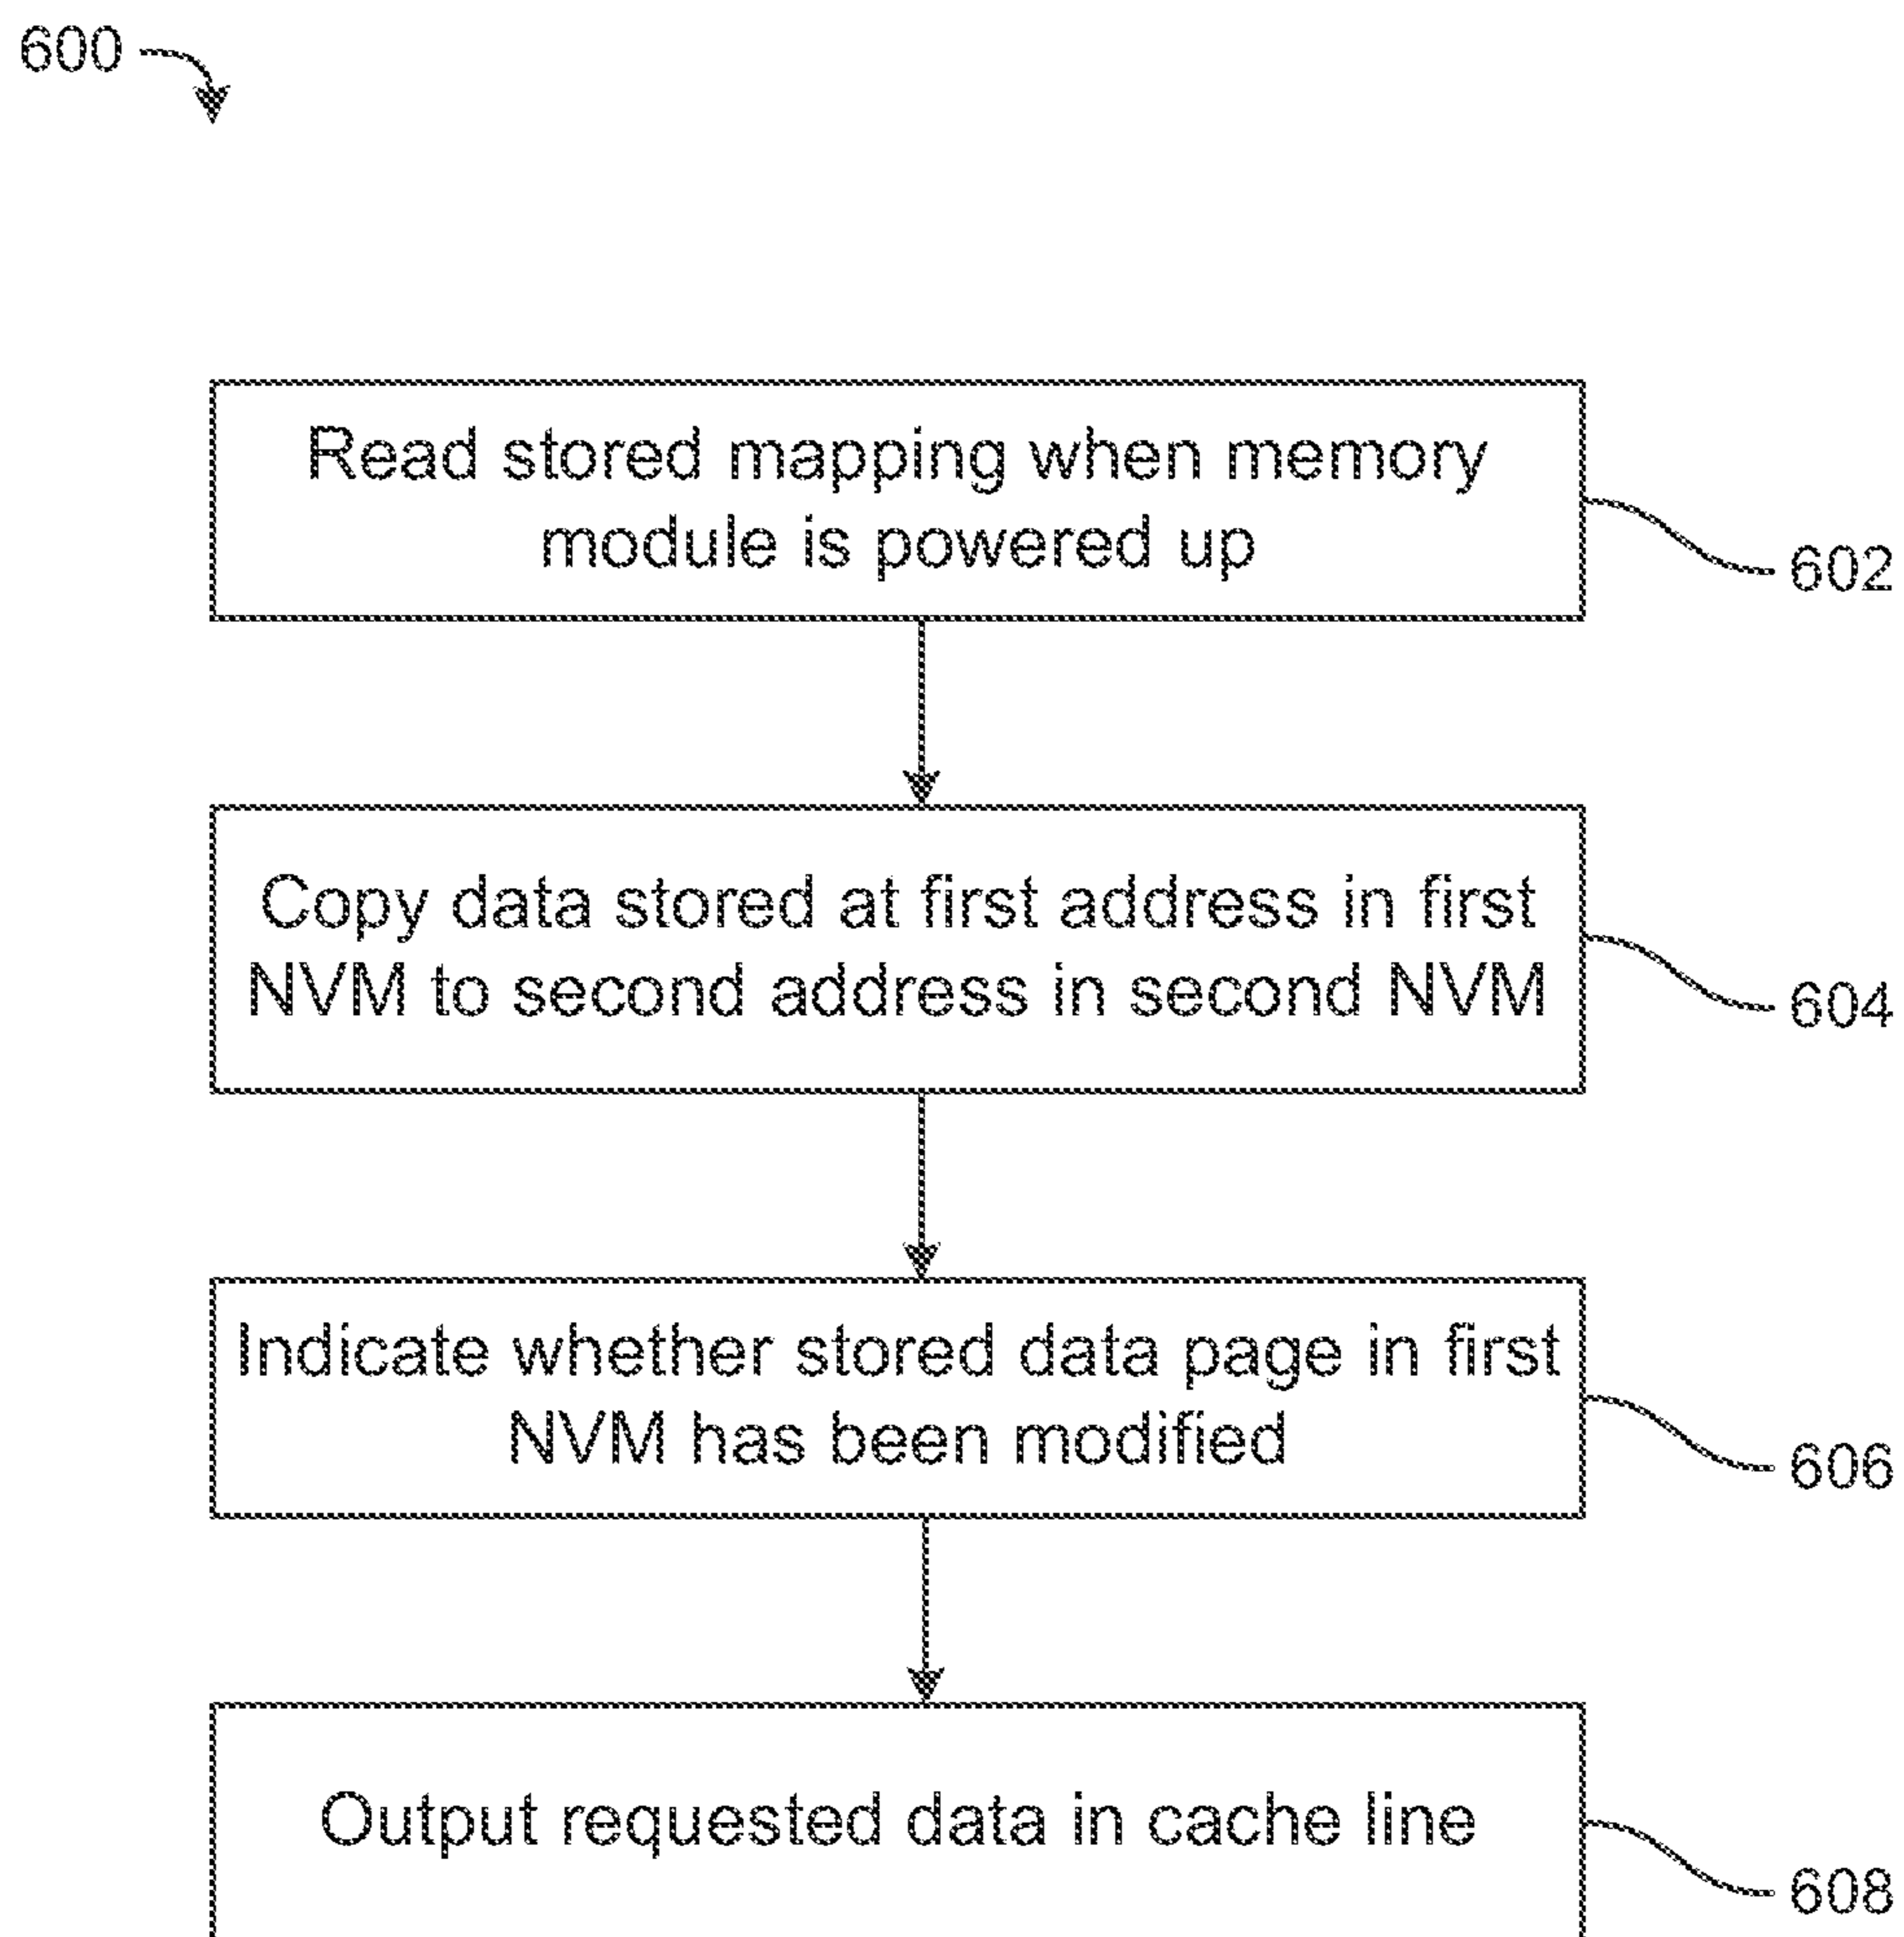 600
Read stored mapping when memory
module is powered up
602
Copy data stored at first address in first
NVM to second address in second NVM
604
Indicate whether stored data page in first
NVM has been modified
606
Output requested data in cache line
608